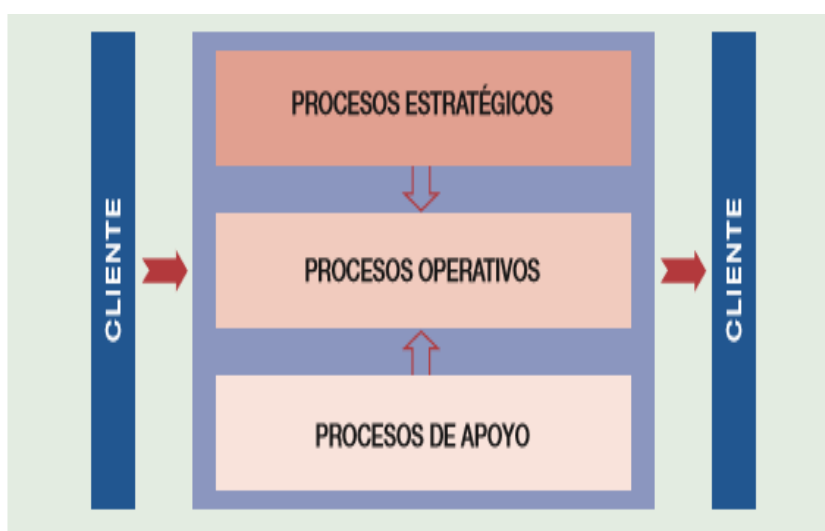 CLIENTE
PROCESOS ESTRATÉGICOS
PROCESOS OPERATIVOS
PROCESOS DE APOYO
CLIENTE